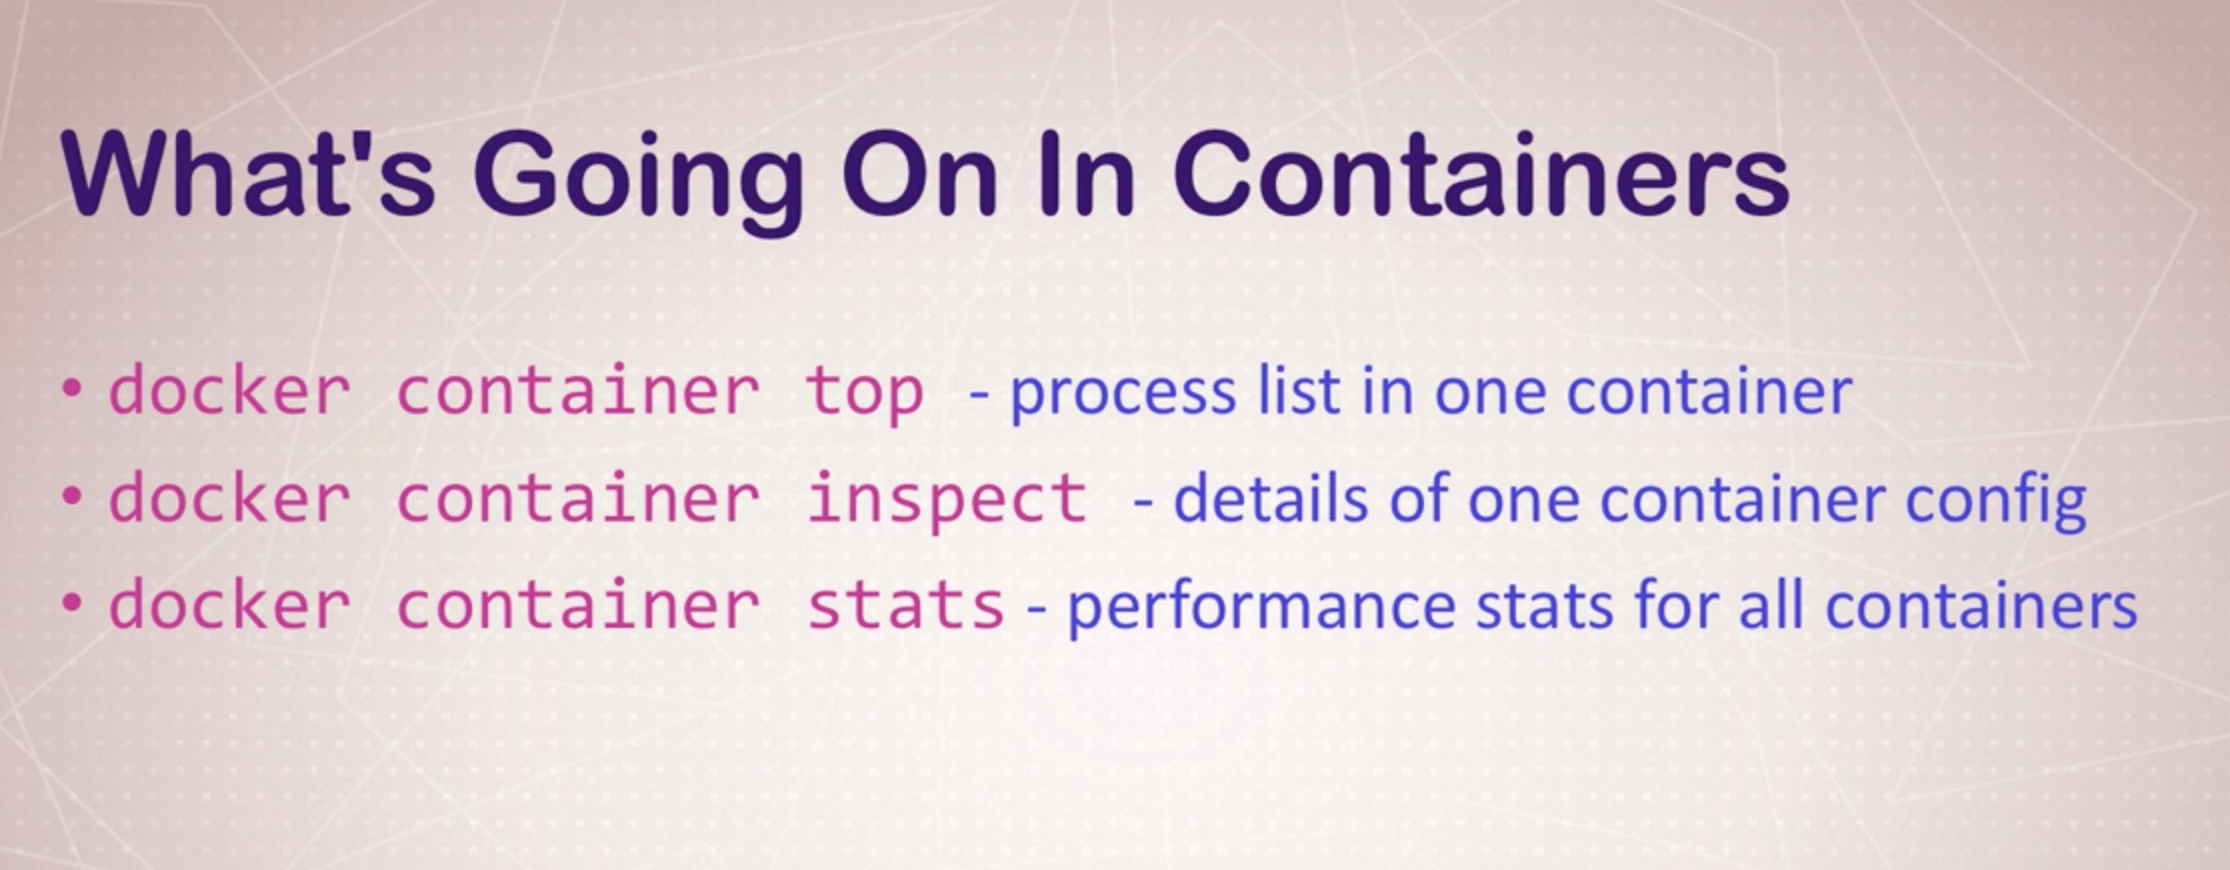 What's Going On In Containers
• docker container top - process list in one container
• docker container inspect - details of one container config
• docker container stats - performance stats for all containers